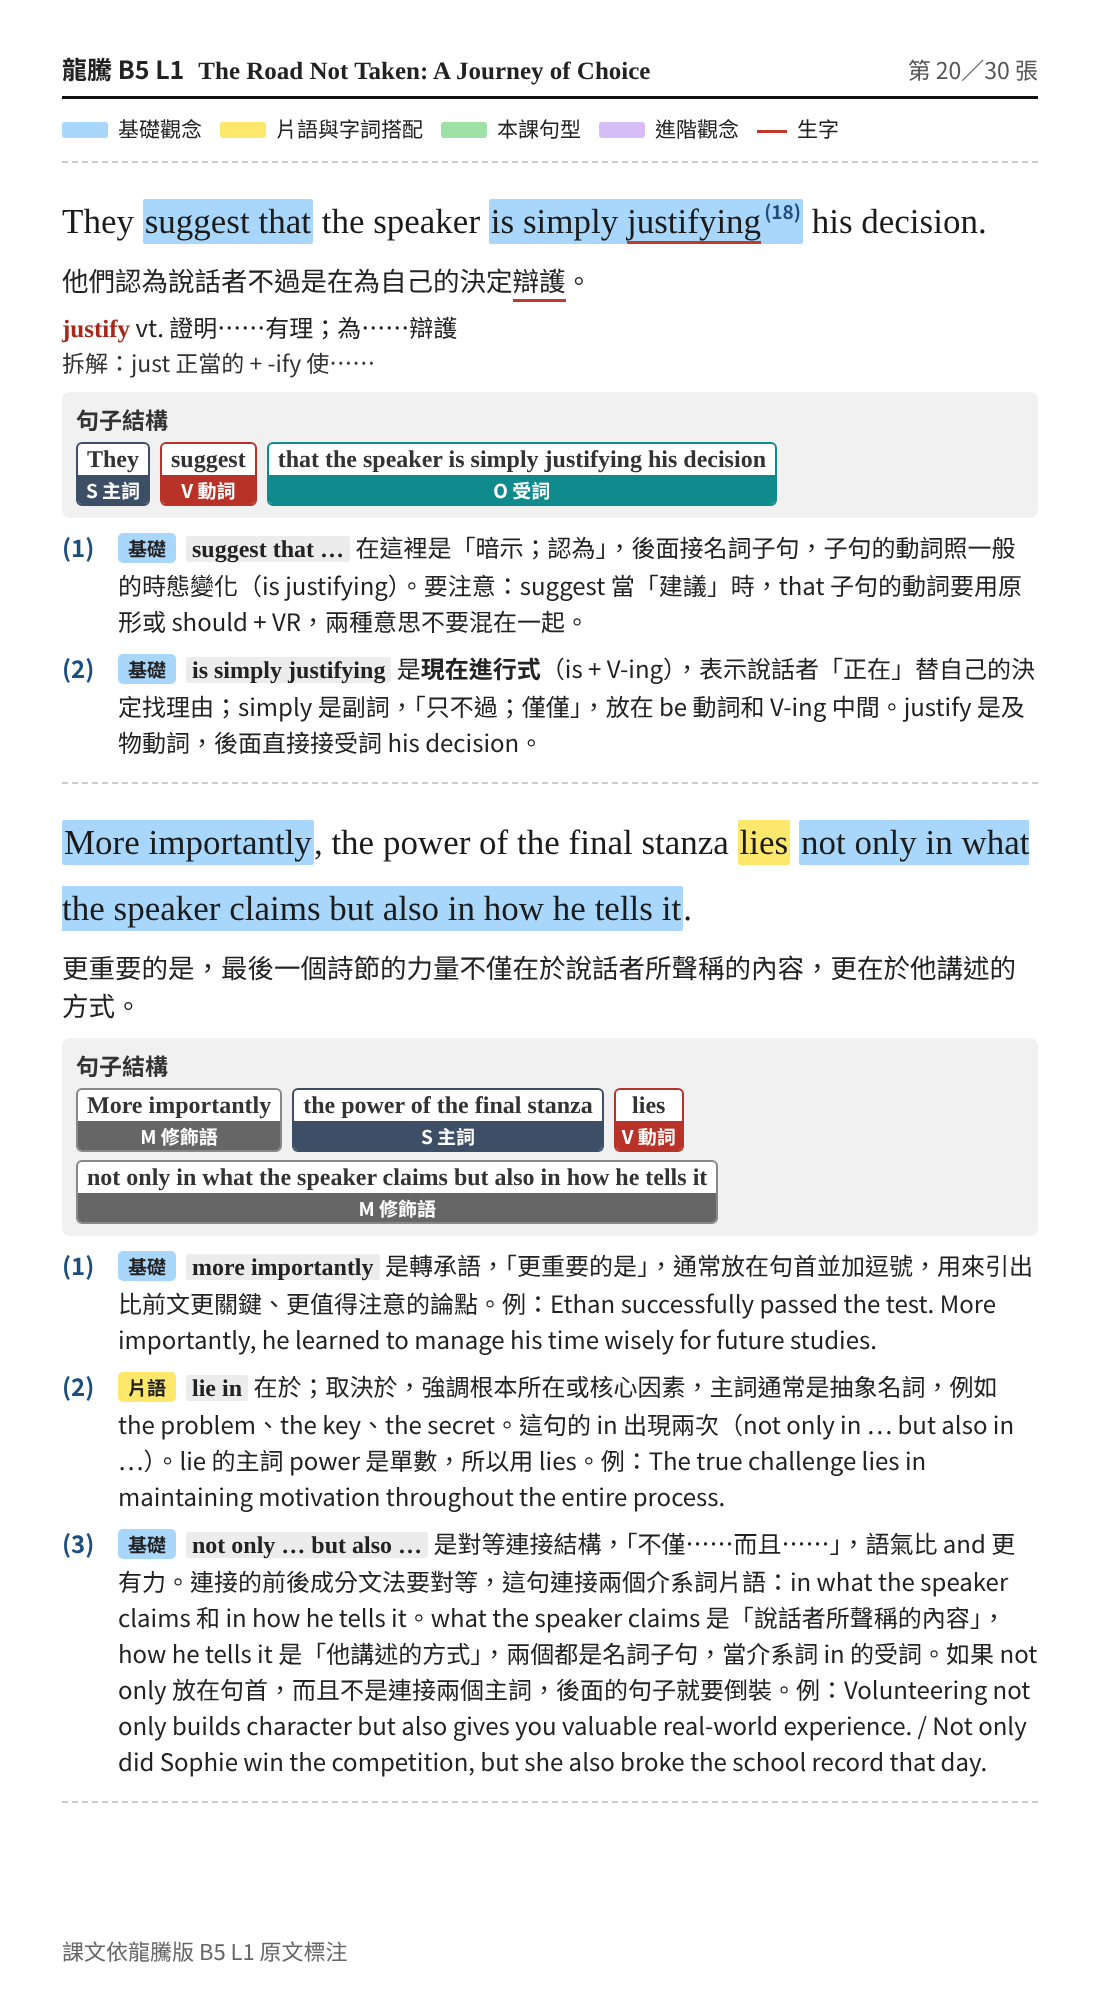 龍騰 B5 L1 The Road Not Taken: A Journey of Choice 第 20／30 張
基礎觀念 片語與字詞搭配 本課句型 進階觀念 生字
They suggest that the speaker is simply justifying(18) his decision.
他們認為說話者不過是在為自己的決定辯護。
justify vt. 證明……有理；為……辯護
拆解：just 正當的 + -ify 使……
句子結構
They suggest that the speaker is simply justifying his decision
S 主詞 V 動詞 O 受詞
(1) 基礎 suggest that … 在這裡是「暗示；認為」，後面接名詞子句，子句的動詞照一般
的時態變化（is justifying）。要注意：suggest 當「建議」時，that 子句的動詞要用原
形或 should + VR，兩種意思不要混在一起。
(2) 基礎 is simply justifying 是現在進行式（is + V-ing），表示說話者「正在」替自己的決
定找理由；simply 是副詞，「只不過；僅僅」，放在 be 動詞和 V-ing 中間。justify 是及
物動詞，後面直接接受詞 his decision。
More importantly, the power of the final stanza lies not only in what
the speaker claims but also in how he tells it.
更重要的是，最後一個詩節的力量不僅在於說話者所聲稱的內容，更在於他講述的
方式。
句子結構
More importantly the power of the final stanza lies
M 修飾語 S 主詞 V 動詞
not only in what the speaker claims but also in how he tells it
M 修飾語
(1) 基礎 more importantly 是轉承語，「更重要的是」，通常放在句首並加逗號，用來引出
比前文更關鍵、更值得注意的論點。例：Ethan successfully passed the test. More
importantly, he learned to manage his time wisely for future studies.
(2) 片語 lie in 在於；取決於，強調根本所在或核心因素，主詞通常是抽象名詞，例如
the problem、the key、the secret。這句的 in 出現兩次（not only in … but also in
…）。lie 的主詞 power 是單數，所以用 lies。例：The true challenge lies in
maintaining motivation throughout the entire process.
(3) 基礎 not only … but also … 是對等連接結構，「不僅……而且……」，語氣比 and 更
有力。連接的前後成分文法要對等，這句連接兩個介系詞片語：in what the speaker
claims 和 in how he tells it。what the speaker claims 是「說話者所聲稱的內容」，
how he tells it 是「他講述的方式」，兩個都是名詞子句，當介系詞 in 的受詞。如果 not
only 放在句首，而且不是連接兩個主詞，後面的句子就要倒裝。例：Volunteering not
only builds character but also gives you valuable real-world experience. / Not only
did Sophie win the competition, but she also broke the school record that day.
課文依龍騰版 B5 L1 原文標注